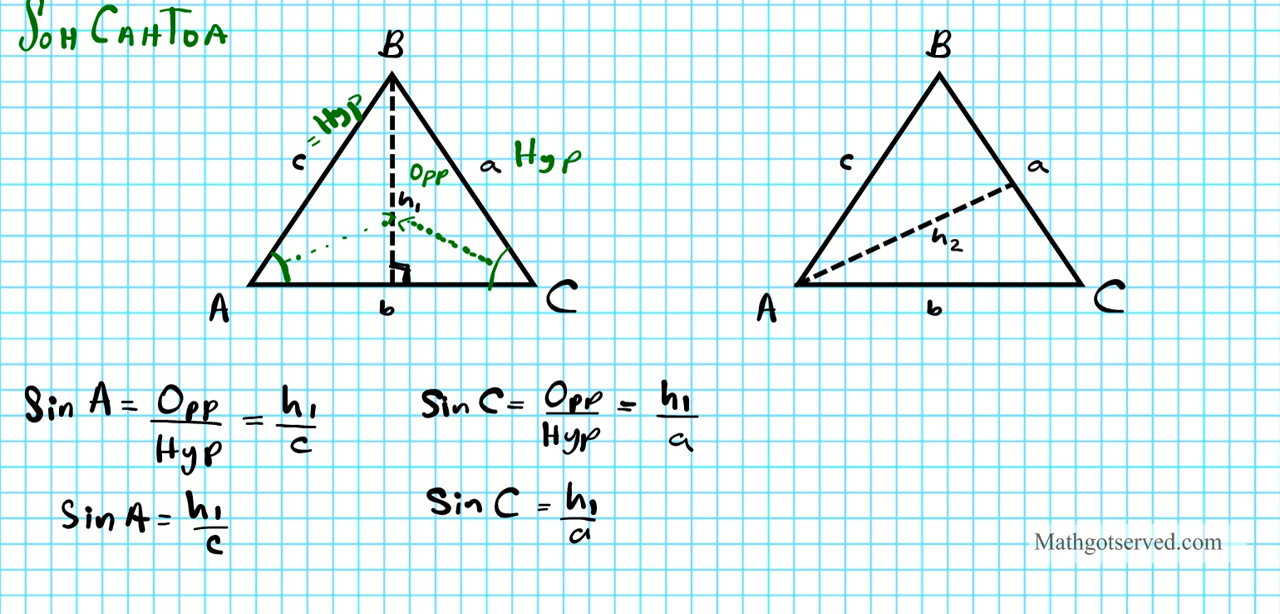 SOH CAHTOA
B
c = Hyp
Opp
a Hyp
h₁
A
b
C
B
c
a
h₂
A
b
C
Sin A = Opp/Hyp = h₁/c
Sin C = Opp/Hyp = h₁/a
Sin A = h₁/c
Sin C = h₁/a
Mathgotserved.com